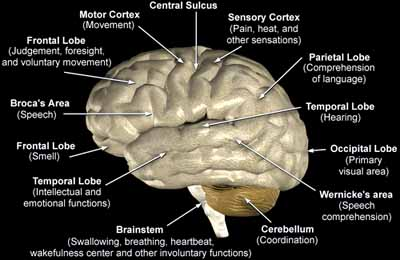 Central Sulcus
Motor Cortex
(Movement)
Sensory Cortex
(Pain, heat, and
other sensations)
Frontal Lobe
(Judgement, foresight,
and voluntary movement)
Parietal Lobe
(Comprehension
of language)
Broca's Area
(Speech)
Temporal Lobe
(Hearing)
Frontal Lobe
(Smell)
Occipital Lobe
(Primary
visual area)
Temporal Lobe
(Intellectual and
emotional functions)
Wernicke's area
(Speech
comprehension)
Brainstem
(Swallowing, breathing, heartbeat,
wakefulness center and other involuntary functions)
Cerebellum
(Coordination)